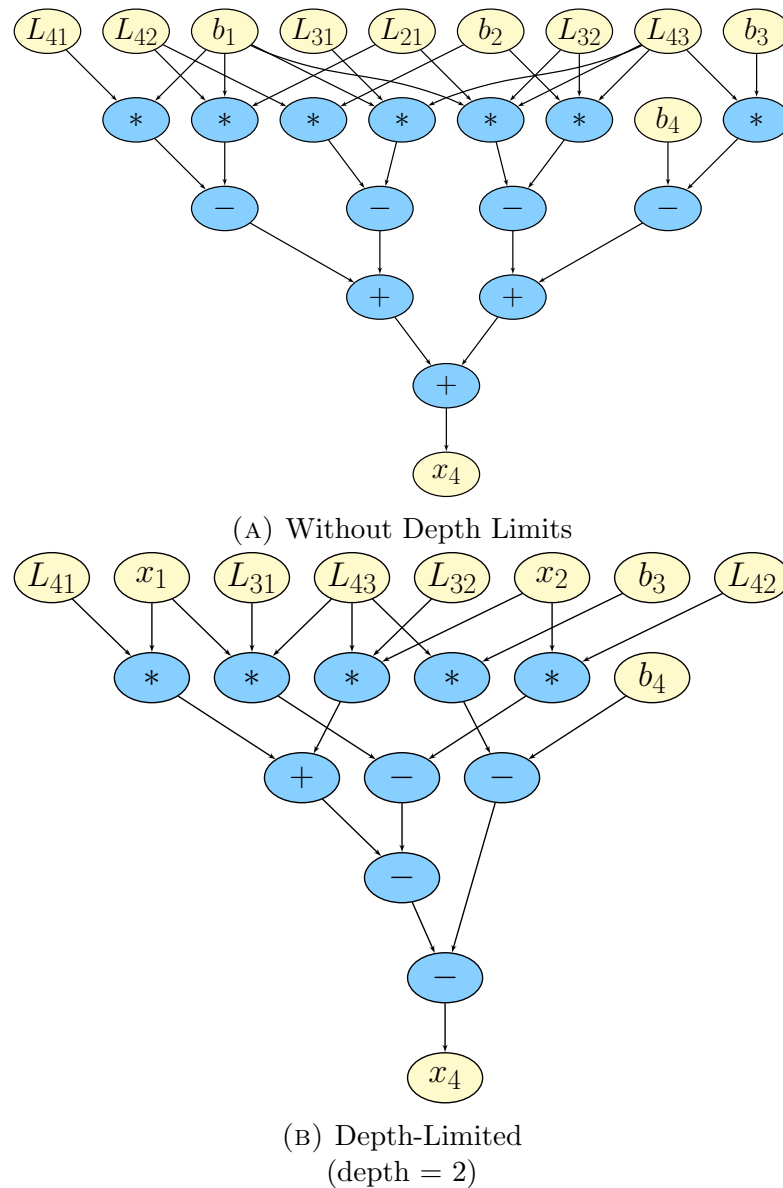 L41 L42 b1 L31 L21 b2 L32 L43 b3
* * * * * * b4 *
− − − −
+ +
+
x4
(A) Without Depth Limits
L41 x1 L31 L43 L32 x2 b3 L42
* * * * * b4
+ − −
−
−
x4
(B) Depth-Limited
(depth = 2)